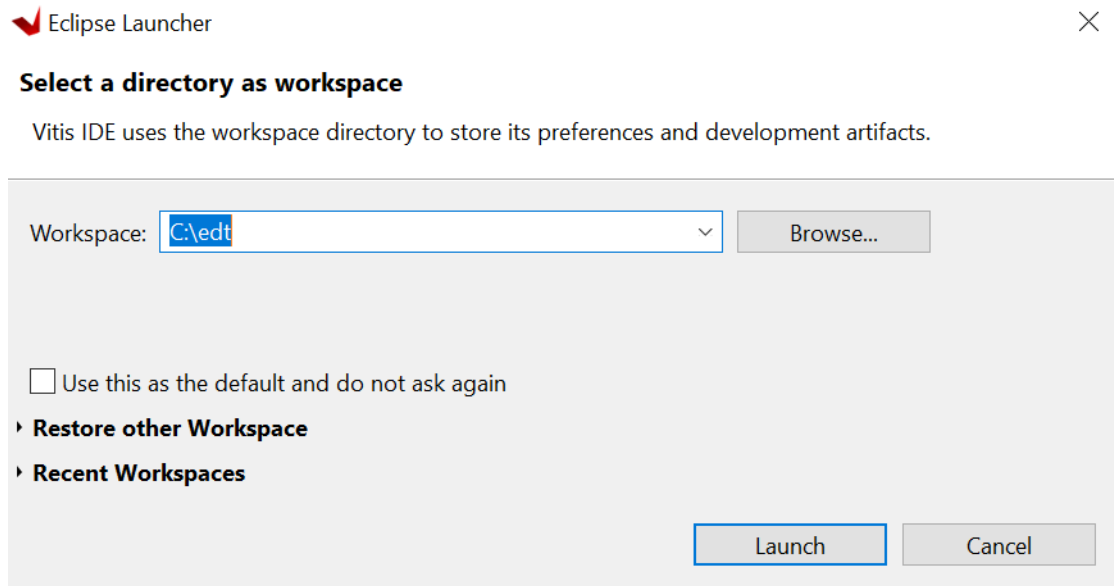 Eclipse Launcher
Select a directory as workspace
Vitis IDE uses the workspace directory to store its preferences and development artifacts.
Workspace: C:\edt Browse...
Use this as the default and do not ask again
Restore other Workspace
Recent Workspaces
Launch Cancel